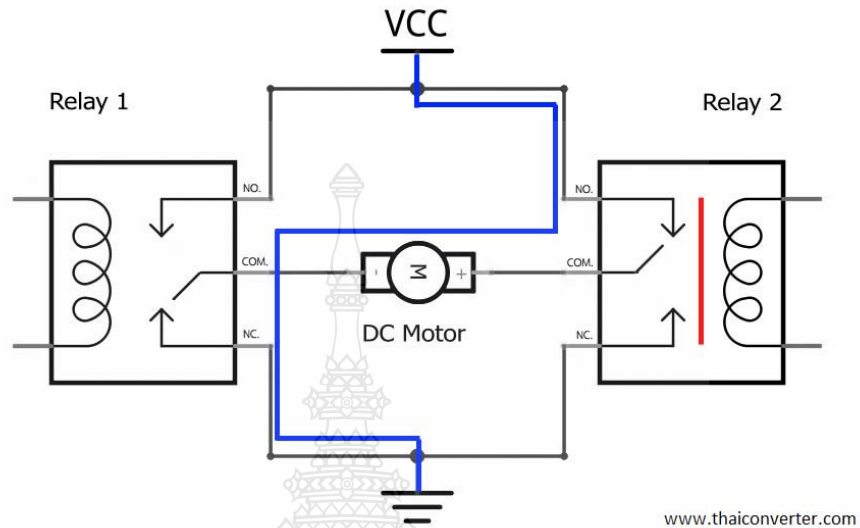 VCC
Relay 1
Relay 2
NO.
NO.
COM.
- M +
COM.
NC.
DC Motor
NC.
www.thaiconverter.com